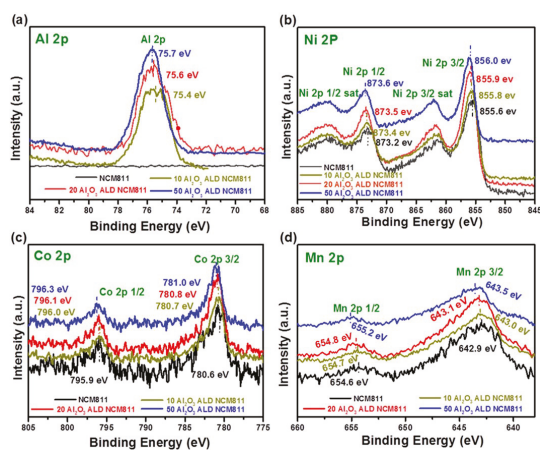 (a)
Al 2p
Al 2p
75.7 eV
75.6 eV
75.4 eV
NCM811
10 Al2O3 ALD NCM811
20 Al2O3 ALD NCM811
50 Al2O3 ALD NCM811
84 82 80 78 76 74 72 70 68
Binding Energy (eV)
Intensity (a.u.)
(b)
Ni 2P
Ni 2p 3/2
856.0 eV
Ni 2p 1/2
855.9 eV
Ni 2p 1/2 sat
873.6 eV
Ni 2p 3/2 sat
855.8 eV
873.5 eV
855.6 eV
873.4 eV
873.2 eV
NCM811
10 Al2O3 ALD NCM811
20 Al2O3 ALD NCM811
50 Al2O3 ALD NCM811
885 880 875 870 865 860 855 850 845
Binding Energy (eV)
Intensity (a.u.)
(c)
Co 2p
Co 2p 3/2
796.3 eV
Co 2p 1/2
781.0 eV
796.1 eV
780.8 eV
796.0 eV
780.7 eV
795.9 eV
780.6 eV
NCM811
10 Al2O3 ALD NCM811
20 Al2O3 ALD NCM811
50 Al2O3 ALD NCM811
805 800 795 790 785 780 775
Binding Energy (eV)
Intensity (a.u.)
(d)
Mn 2p
Mn 2p 3/2
643.5 eV
Mn 2p 1/2
643.1 eV
655.2 eV
643.0 eV
654.8 eV
642.9 eV
654.6 eV
NCM811
10 Al2O3 ALD NCM811
20 Al2O3 ALD NCM811
50 Al2O3 ALD NCM811
660 655 650 645 640
Binding Energy (eV)
Intensity (a.u.)